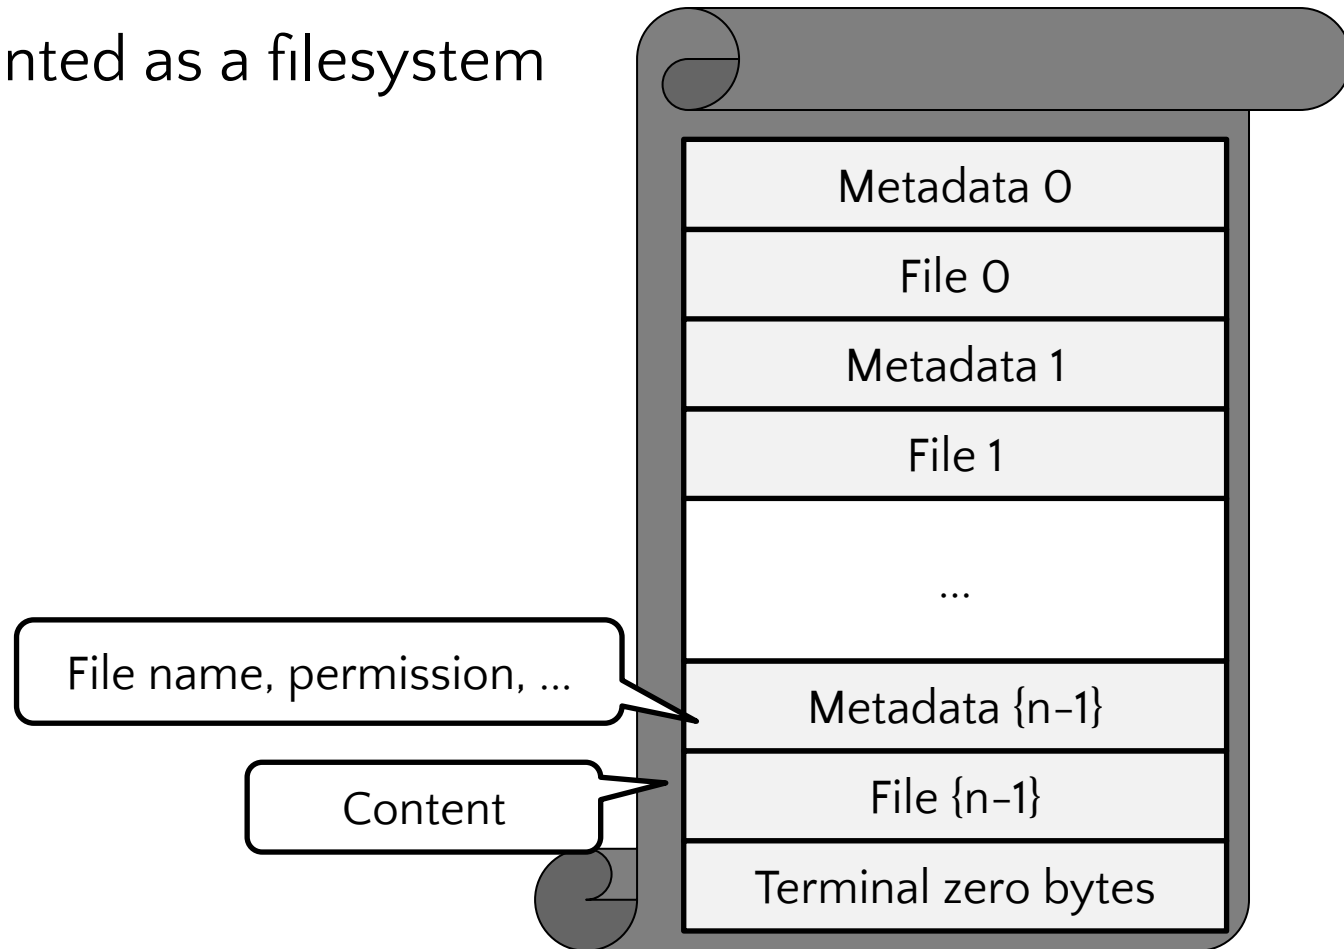 nted as a filesystem
Metadata 0
File 0
Metadata 1
File 1
...
File name, permission, ...
Metadata {n-1}
Content
File {n-1}
Terminal zero bytes